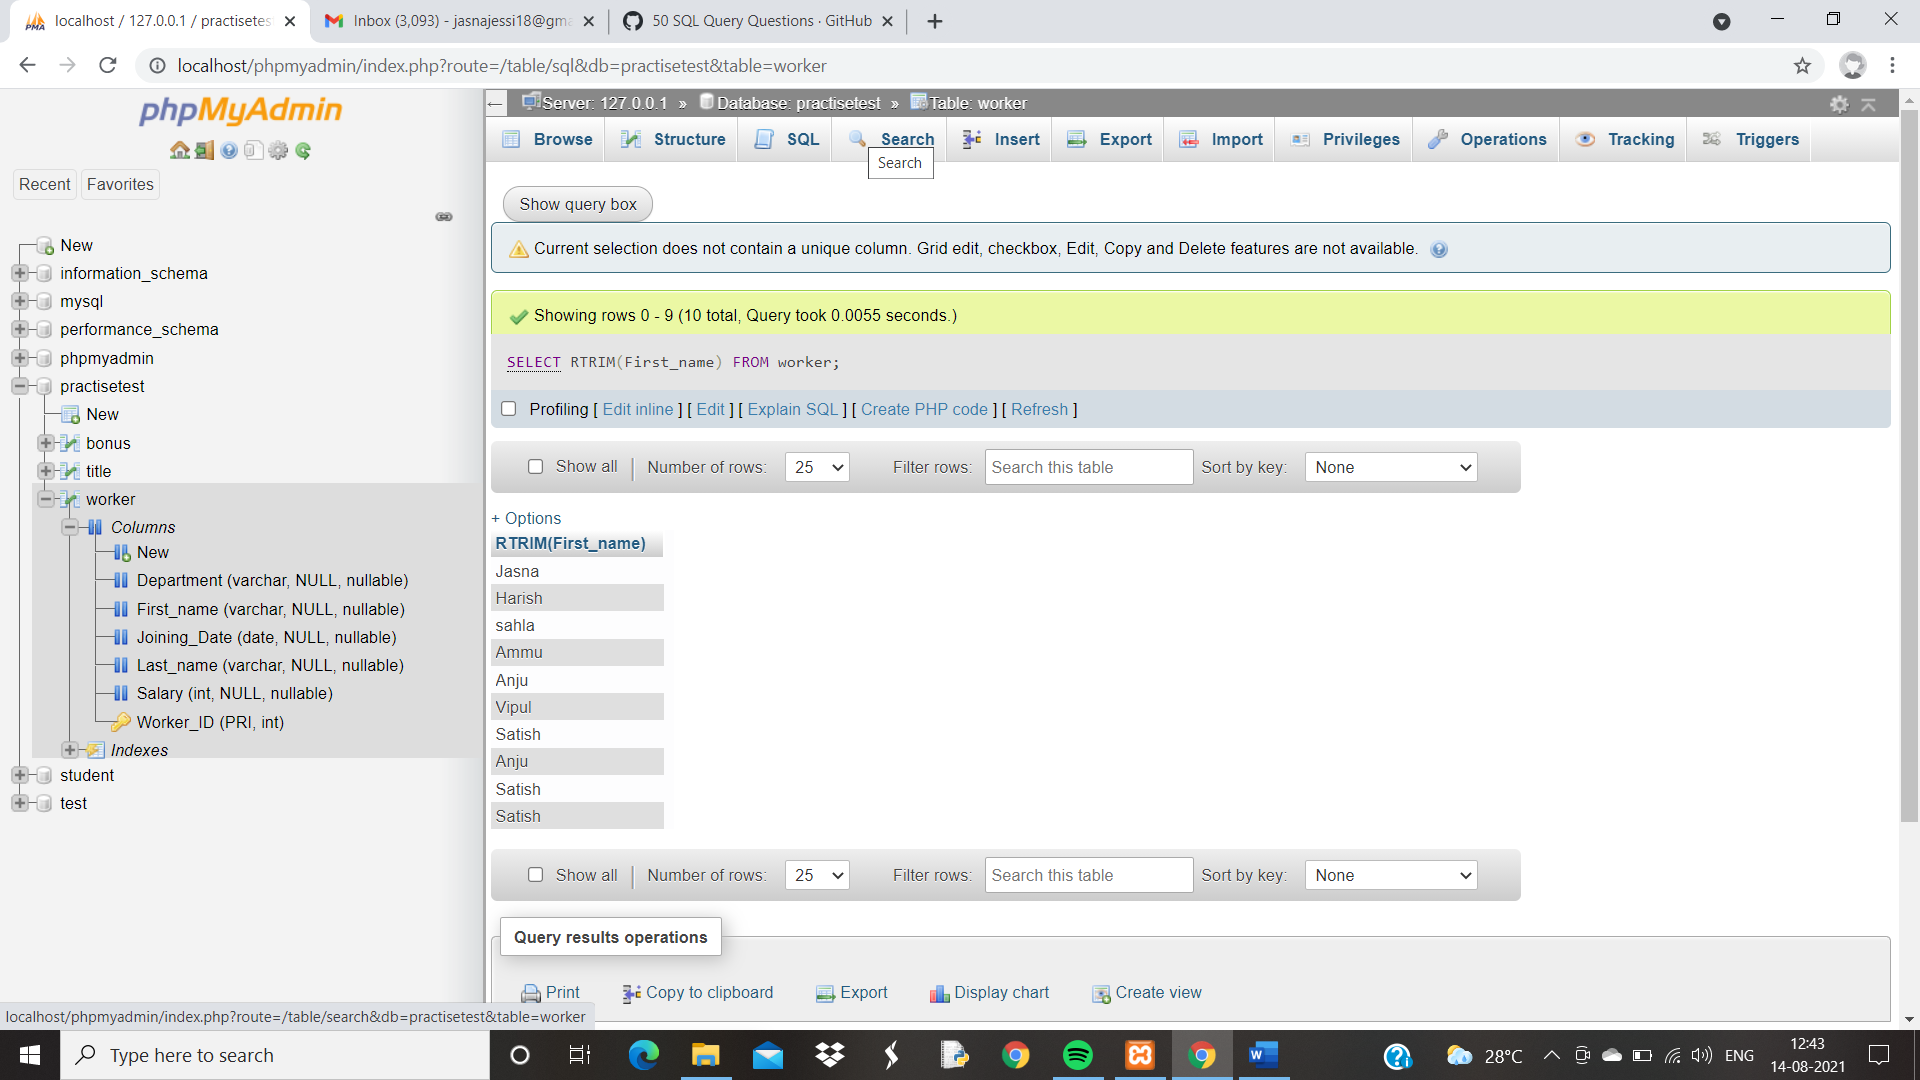 localhost / 127.0.0.1 / practisetes
Inbox (3,093) - jasnajessi18@gma
50 SQL Query Questions · GitHub
localhost/phpmyadmin/index.php?route=/table/sql&db=practisetest&table=worker
phpMyAdmin
Recent
Favorites
New
information_schema
mysql
performance_schema
phpmyadmin
practisetest
New
bonus
title
worker
Columns
New
Department (varchar, NULL, nullable)
First_name (varchar, NULL, nullable)
Joining_Date (date, NULL, nullable)
Last_name (varchar, NULL, nullable)
Salary (int, NULL, nullable)
Worker_ID (PRI, int)
Indexes
student
test
Server: 127.0.0.1 » Database: practisetest » Table: worker
Browse Structure SQL Search Insert Export Import Privileges Operations Tracking Triggers
Search
Show query box
Current selection does not contain a unique column. Grid edit, checkbox, Edit, Copy and Delete features are not available.
Showing rows 0 - 9 (10 total, Query took 0.0055 seconds.)
SELECT RTRIM(First_name) FROM worker;
Profiling [ Edit inline ] [ Edit ] [ Explain SQL ] [ Create PHP code ] [ Refresh ]
Show all Number of rows: 25 Filter rows: Search this table Sort by key: None
+ Options
RTRIM(First_name)
Jasna
Harish
sahla
Ammu
Anju
Vipul
Satish
Anju
Satish
Satish
Show all Number of rows: 25 Filter rows: Search this table Sort by key: None
Query results operations
Print Copy to clipboard Export Display chart Create view
localhost/phpmyadmin/index.php?route=/table/search&db=practisetest&table=worker
Type here to search
28°C
ENG
12:43
14-08-2021